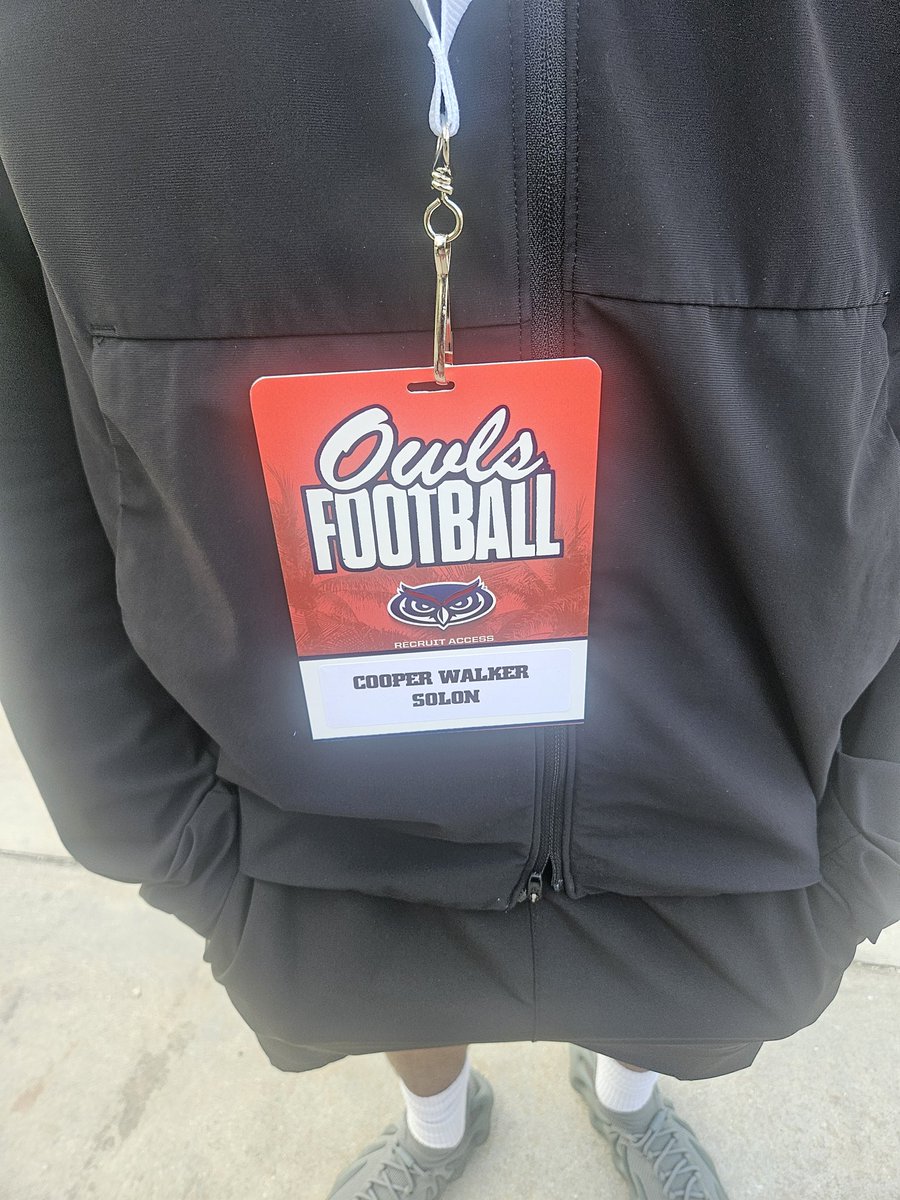 Owls
FOOTBALL
RECRUIT ACCESS
COOPER WALKER
SOLON